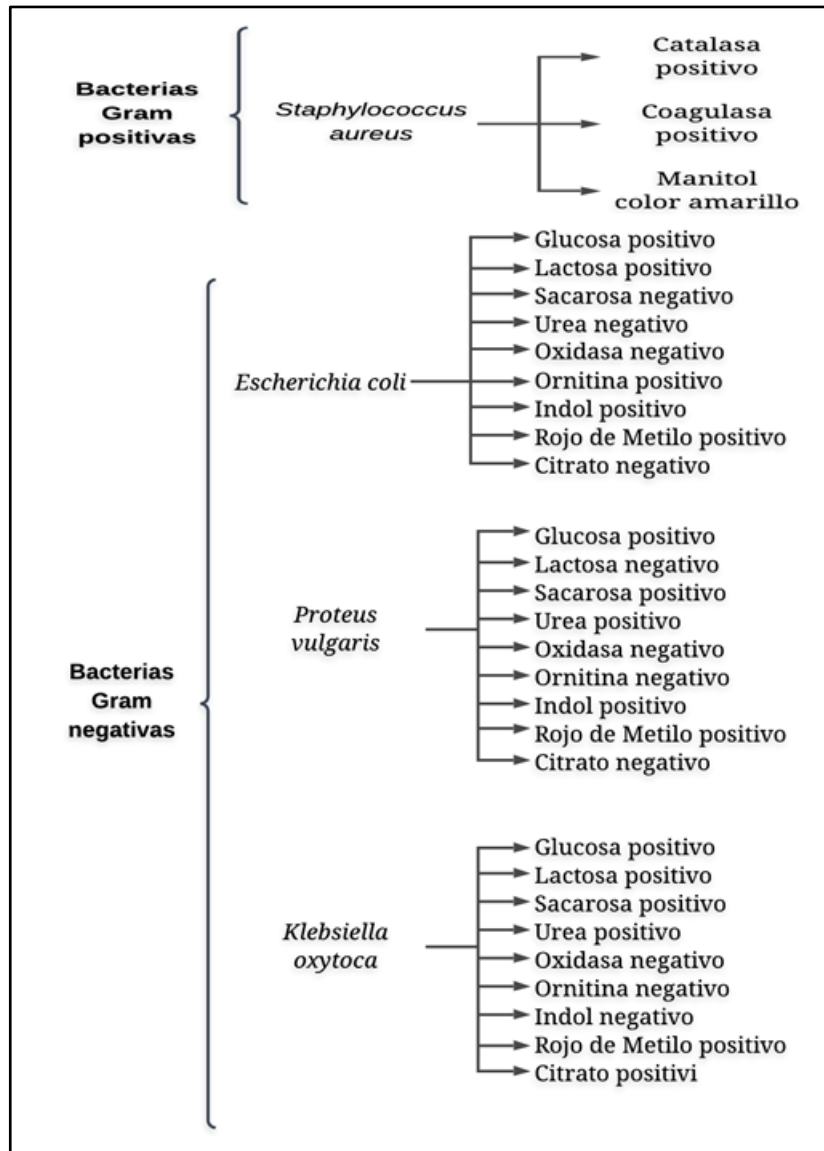 Bacterias
Gram
positivas
Staphylococcus
aureus
Catalasa
positivo
Coagulasa
positivo
Manitol
color amarillo
Bacterias
Gram
negativas
Escherichia coli
Glucosa positivo
Lactosa positivo
Sacarosa negativo
Urea negativo
Oxidasa negativo
Ornitina positivo
Indol positivo
Rojo de Metilo positivo
Citrato negativo
Proteus
vulgaris
Glucosa positivo
Lactosa negativo
Sacarosa positivo
Urea positivo
Oxidasa negativo
Ornitina negativo
Indol positivo
Rojo de Metilo positivo
Citrato negativo
Klebsiella
oxytoca
Glucosa positivo
Lactosa positivo
Sacarosa positivo
Urea positivo
Oxidasa negativo
Ornitina negativo
Indol negativo
Rojo de Metilo positivo
Citrato positivi